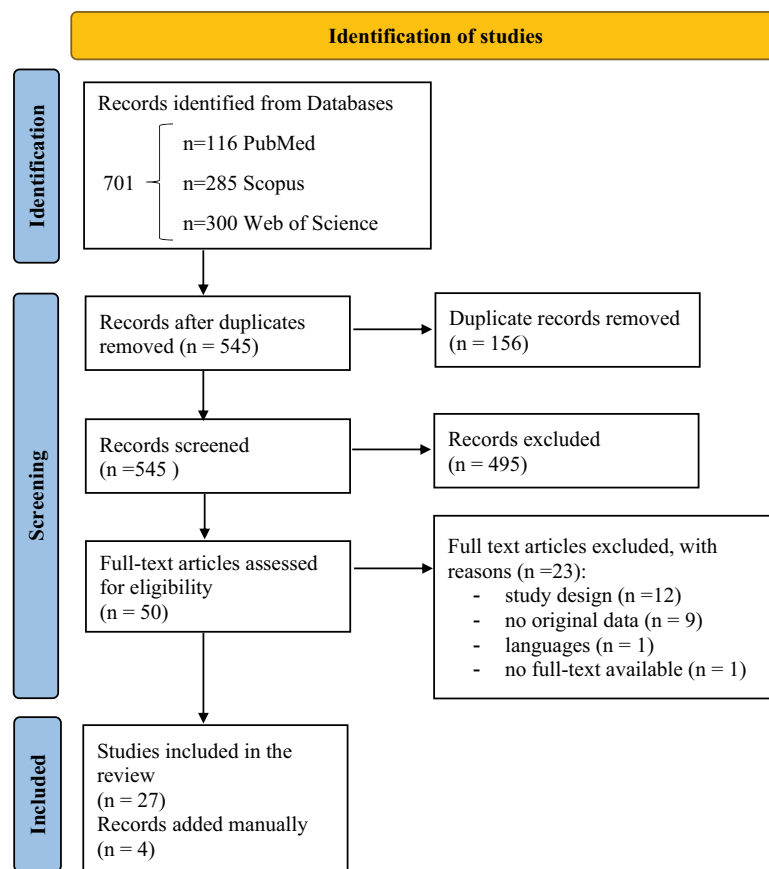 Identification of studies
Identification
Records identified from Databases
n=116 PubMed
701
n=285 Scopus
n=300 Web of Science
Screening
Records after duplicates
removed (n = 545)
Duplicate records removed
(n = 156)
Records screened
(n =545 )
Records excluded
(n = 495)
Full-text articles assessed
for eligibility
(n = 50)
Full text articles excluded, with
reasons (n =23):
- study design (n =12)
- no original data (n = 9)
- languages (n = 1)
- no full-text available (n = 1)
Included
Studies included in the
review
(n = 27)
Records added manually
(n = 4)